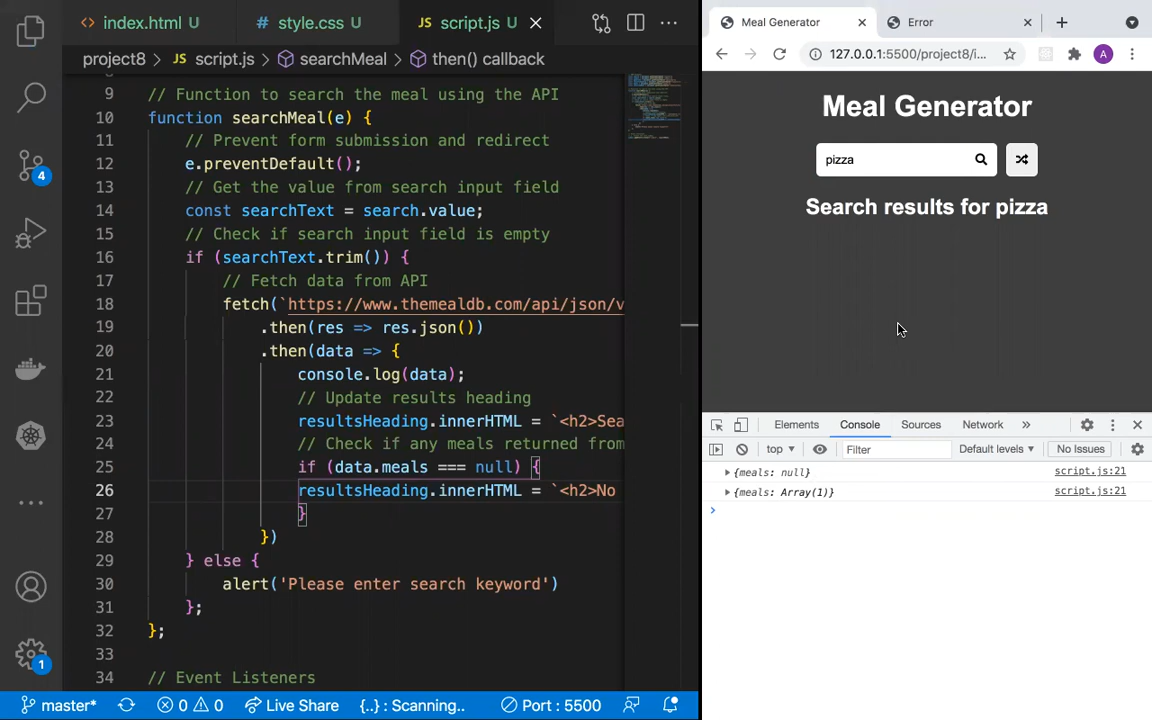 index.html U
# style.css U
JS script.js U
project8 > JS script.js > searchMeal > then() callback
9 // Function to search the meal using the API
10 function searchMeal(e) {
11 // Prevent form submission and redirect
12 e.preventDefault();
13 // Get the value from search input field
14 const searchText = search.value;
15 // Check if search input field is empty
16 if (searchText.trim()) {
17 // Fetch data from API
18 fetch(`https://www.themealdb.com/api/json/v
19 .then(res => res.json())
20 .then(data => {
21 console.log(data);
22 // Update results heading
23 resultsHeading.innerHTML = `<h2>Sea
24 // Check if any meals returned from
25 if (data.meals === null) {
26 resultsHeading.innerHTML = `<h2>No
27 }
28 })
29 } else {
30 alert('Please enter search keyword')
31 };
32 };
33
34 // Event Listeners
4
1
master*
0 0
Live Share
{..} : Scanning..
Port : 5500
Meal Generator
Error
127.0.0.1:5500/project8/i...
A
Meal Generator
pizza
Search results for pizza
Elements Console Sources Network »
top Filter Default levels No Issues
{meals: null} script.js:21
{meals: Array(1)} script.js:21